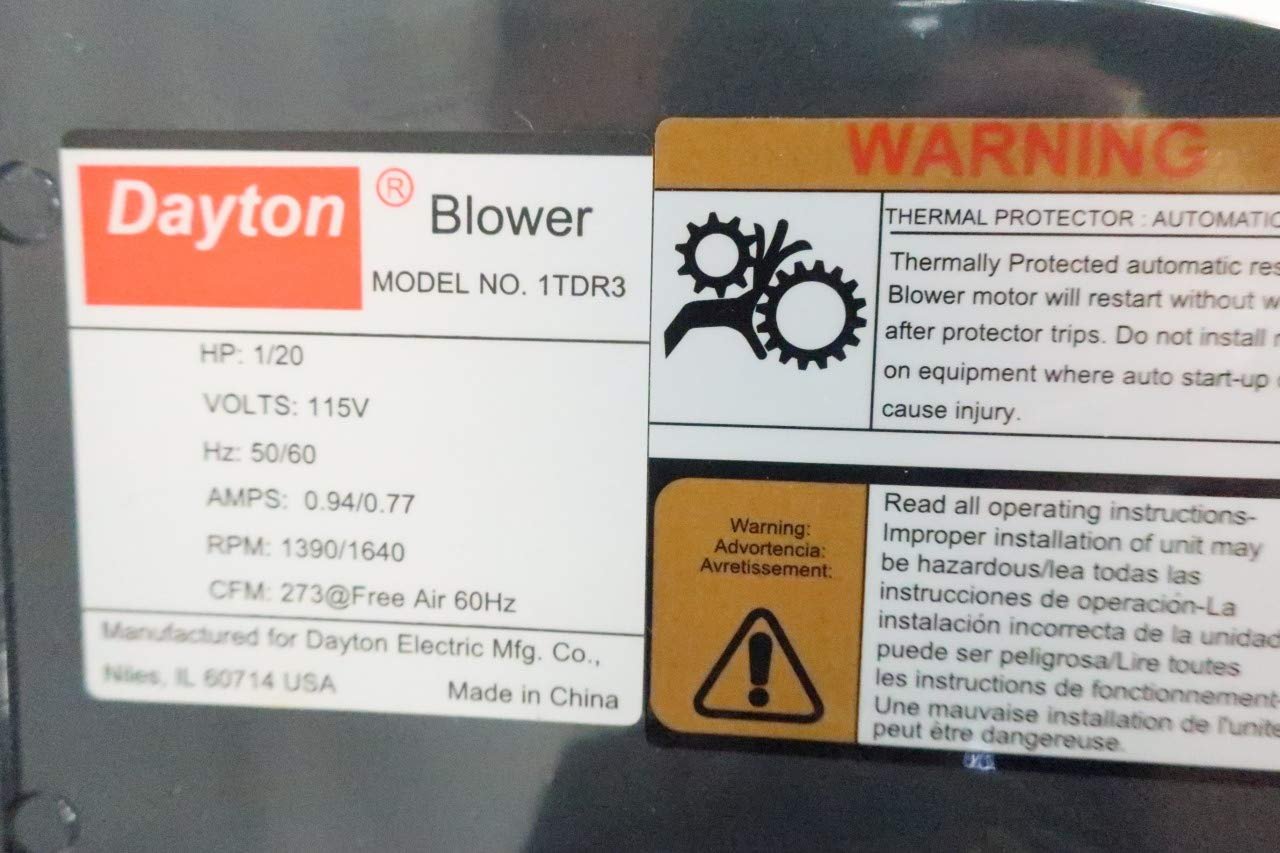 Dayton ® Blower
MODEL NO. 1TDR3
HP: 1/20
VOLTS: 115V
Hz: 50/60
AMPS: 0.94/0.77
RPM: 1390/1640
CFM: 273@Free Air 60Hz
Manufactured for Dayton Electric Mfg. Co.,
Niles, IL 60714 USA
Made in China
WARNING
THERMAL PROTECTOR : AUTOMATIC
Thermally Protected automatic
Blower motor will restart without
after protector trips. Do not install
on equipment where auto start-up
cause injury.
Warning:
Advortencia:
Avretissement:
Read all operating instructions-
Improper installation of unit may
be hazardous/lea todas las
instrucciones de operación-La
instalación incorrecta de la unidad
puede ser peligrosa/Lire toutes
les instructions de fonctionnement-
Une mauvaise installation de l'unite
peut être dangereuse.